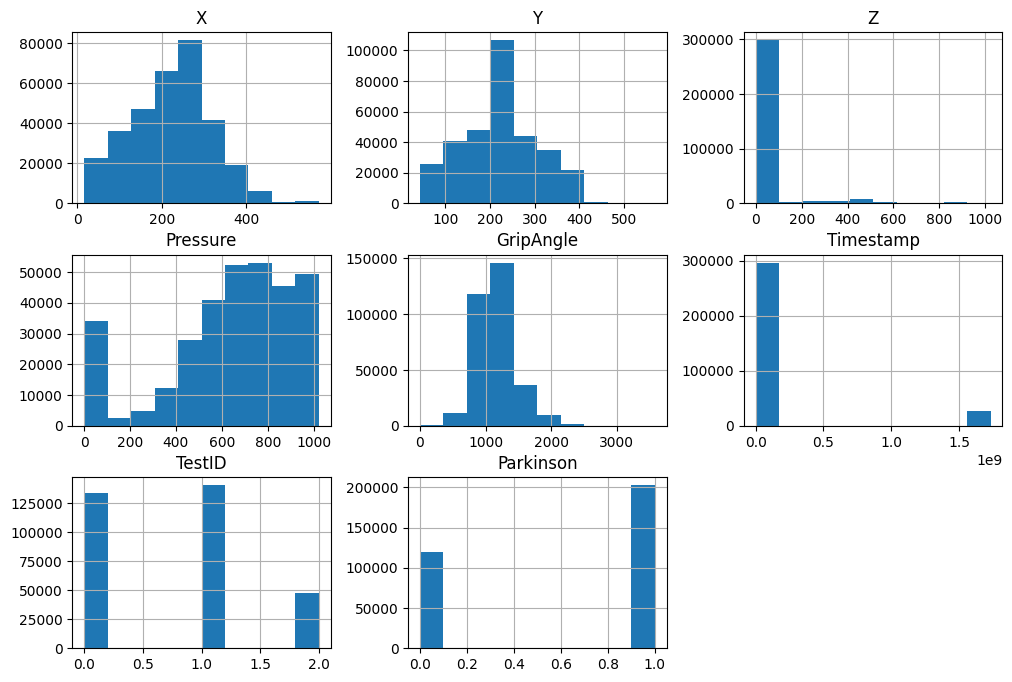 X
80000
60000
40000
20000
0
0 200 400
Y
100000
80000
60000
40000
20000
0
100 200 300 400 500
Z
300000
200000
100000
0
0 200 400 600 800 1000
Pressure
50000
40000
30000
20000
10000
0
0 200 400 600 800 1000
GripAngle
150000
100000
50000
0
0 1000 2000 3000
Timestamp
300000
200000
100000
0
0.0 0.5 1.0 1.5
1e9
TestID
125000
100000
75000
50000
25000
0
0.0 0.5 1.0 1.5 2.0
Parkinson
200000
150000
100000
50000
0
0.0 0.2 0.4 0.6 0.8 1.0